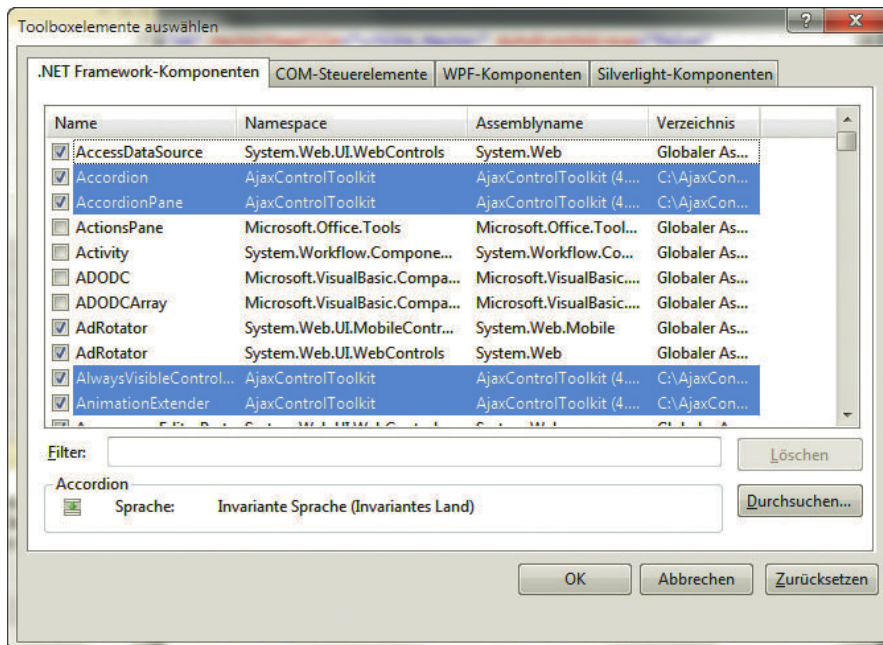 Toolboxelemente auswählen
.NET Framework-Komponenten COM-Steuerelemente WPF-Komponenten Silverlight-Komponenten
Name Namespace Assemblyname Verzeichnis
AccessDataSource System.Web.UI.WebControls System.Web Globaler As...
Accordion AjaxControlToolkit AjaxControlToolkit (4.... C:\AjaxCon...
AccordionPane AjaxControlToolkit AjaxControlToolkit (4.... C:\AjaxCon...
ActionsPane Microsoft.Office.Tools Microsoft.Office.Tool... Globaler As...
Activity System.Workflow.Compone... System.Workflow.Co... Globaler As...
ADODC Microsoft.VisualBasic.Compa... Microsoft.VisualBasic.... Globaler As...
ADODCArray Microsoft.VisualBasic.Compa... Microsoft.VisualBasic.... Globaler As...
AdRotator System.Web.UI.MobileContr... System.Web.Mobile Globaler As...
AdRotator System.Web.UI.WebControls System.Web Globaler As...
AlwaysVisibleControl... AjaxControlToolkit AjaxControlToolkit (4.... C:\AjaxCon...
AnimationExtender AjaxControlToolkit AjaxControlToolkit (4.... C:\AjaxCon...
Filter: Löschen
Accordion
Sprache: Invariante Sprache (Invariantes Land) Durchsuchen...
OK Abbrechen Zurücksetzen